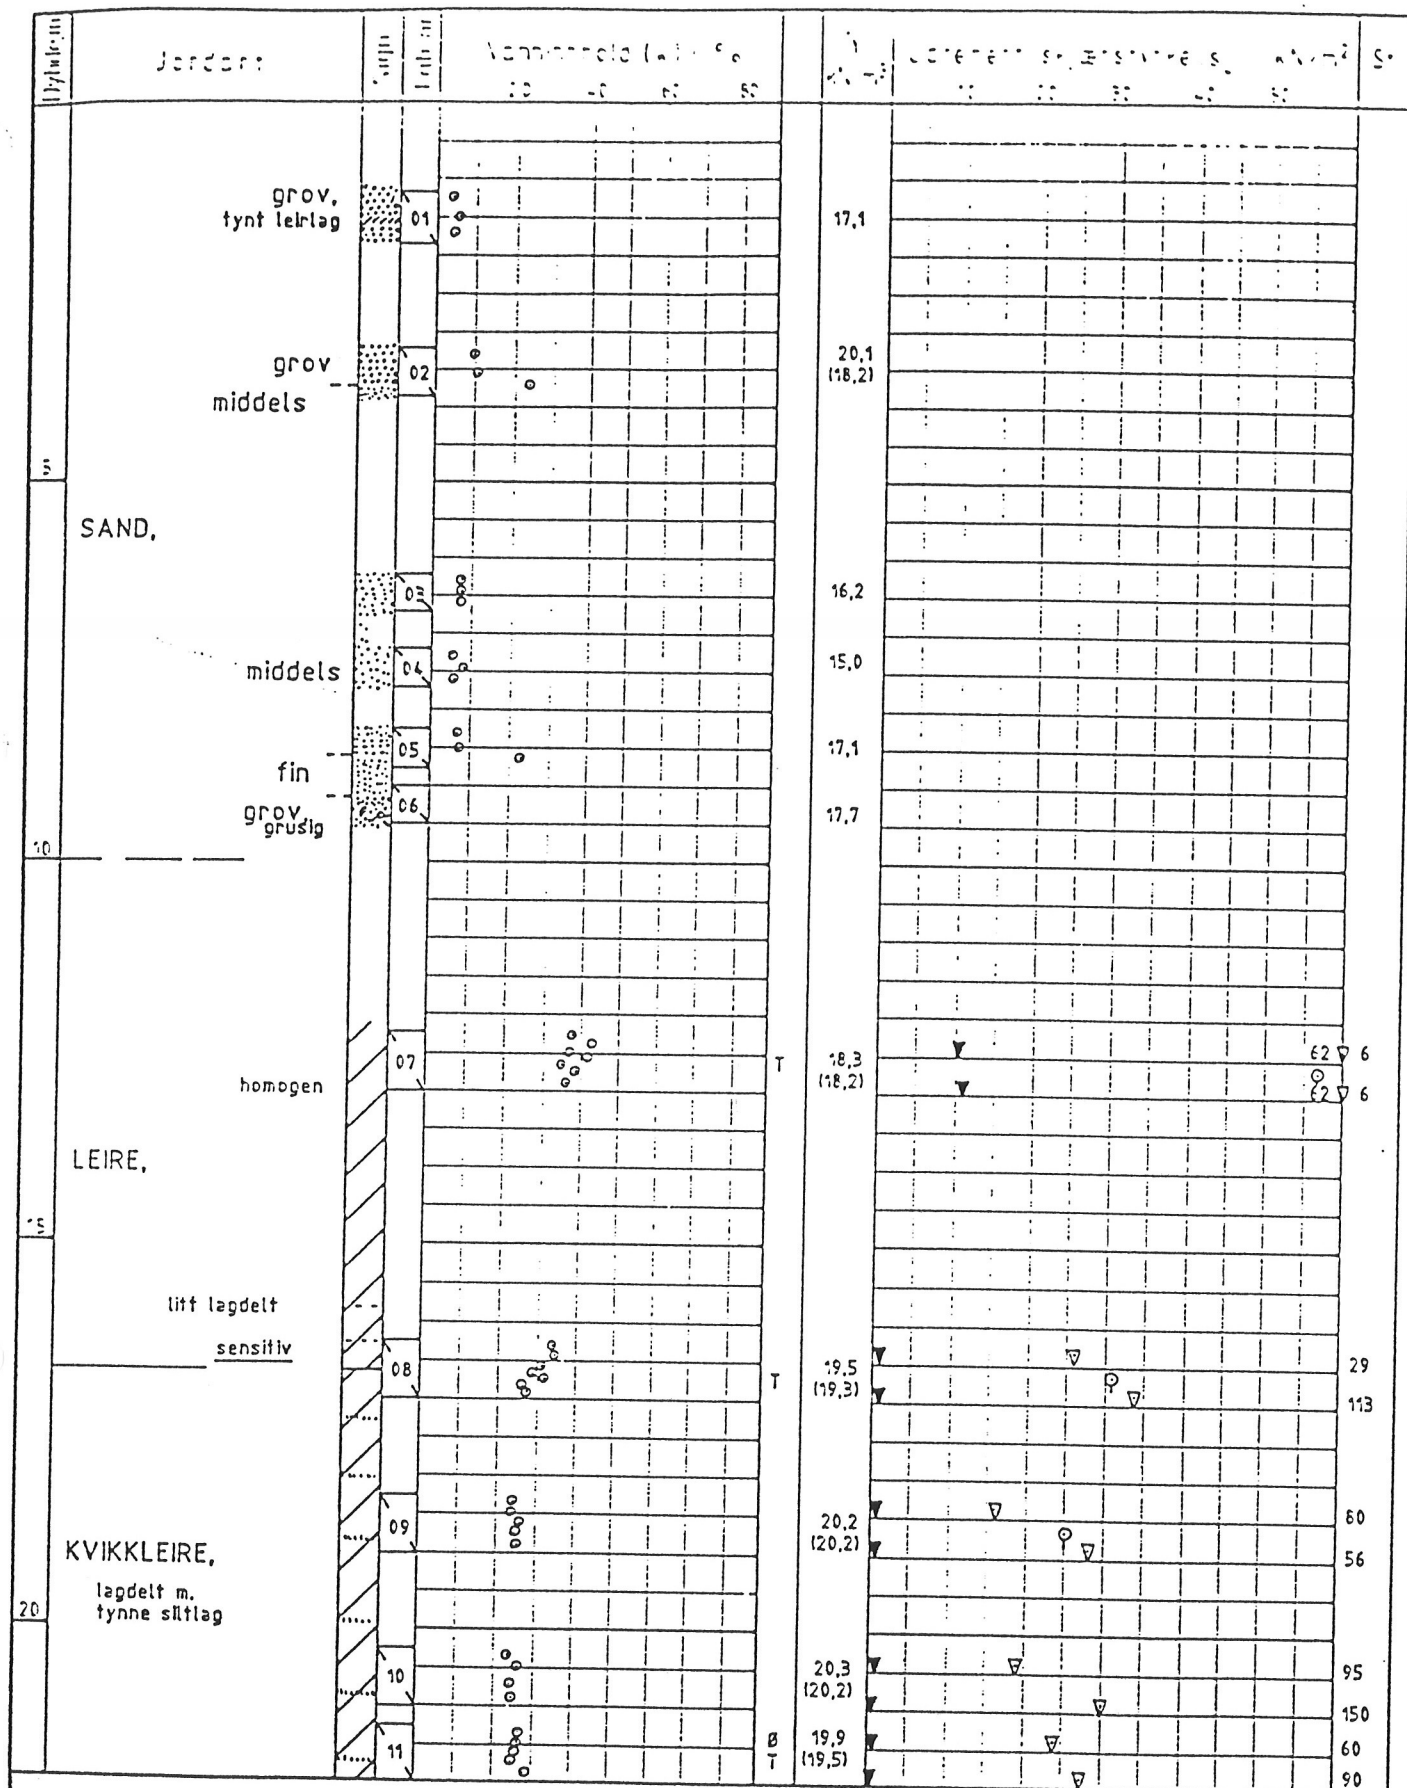 Jordart
grov,
tynt leirlag
01
17,1
grov
02
20,1
(18,2)
middels
5
SAND,
03
16,2
middels
04
15,0
05
17,1
fin
06
grov,
grusig
17,7
10
07
T
18,3
(18,2)
62
6
homogen
62
6
LEIRE,
15
litt lagdelt
sensitiv
08
T
19,5
(19,3)
29
113
09
20,2
(20,2)
80
56
KVIKKLEIRE,
lagdelt m.
tynne siltlag
20
10
20,3
(20,2)
95
150
11
Ø
T
19,9
(19,5)
60
90